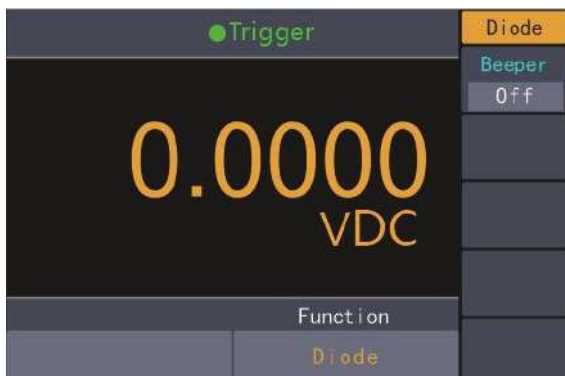 Trigger
Diode
Beeper
Off
0.0000
VDC
Function
Diode